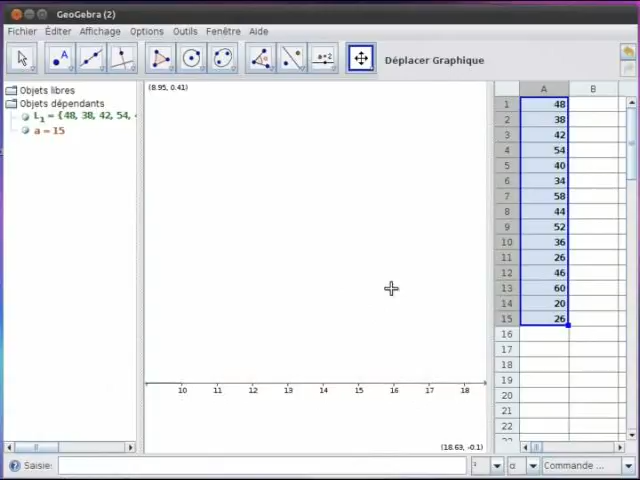 GeoGebra (2)
Fichier Éditer Affichage Options Outils Fenêtre Aide
A a=2 Déplacer Graphique
Objets libres
Objets dépendants
L1 = {48, 38, 42, 54,
a = 15
(8.95, 0.41)
10 11 12 13 14 15 16 17 18
(18.63, -0.1)
A B
1 48
2 38
3 42
4 54
5 40
6 34
7 58
8 44
9 52
10 36
11 26
12 46
13 60
14 20
15 26
16
17
18
19
20
21
22
Saisie: ² α Commande ...